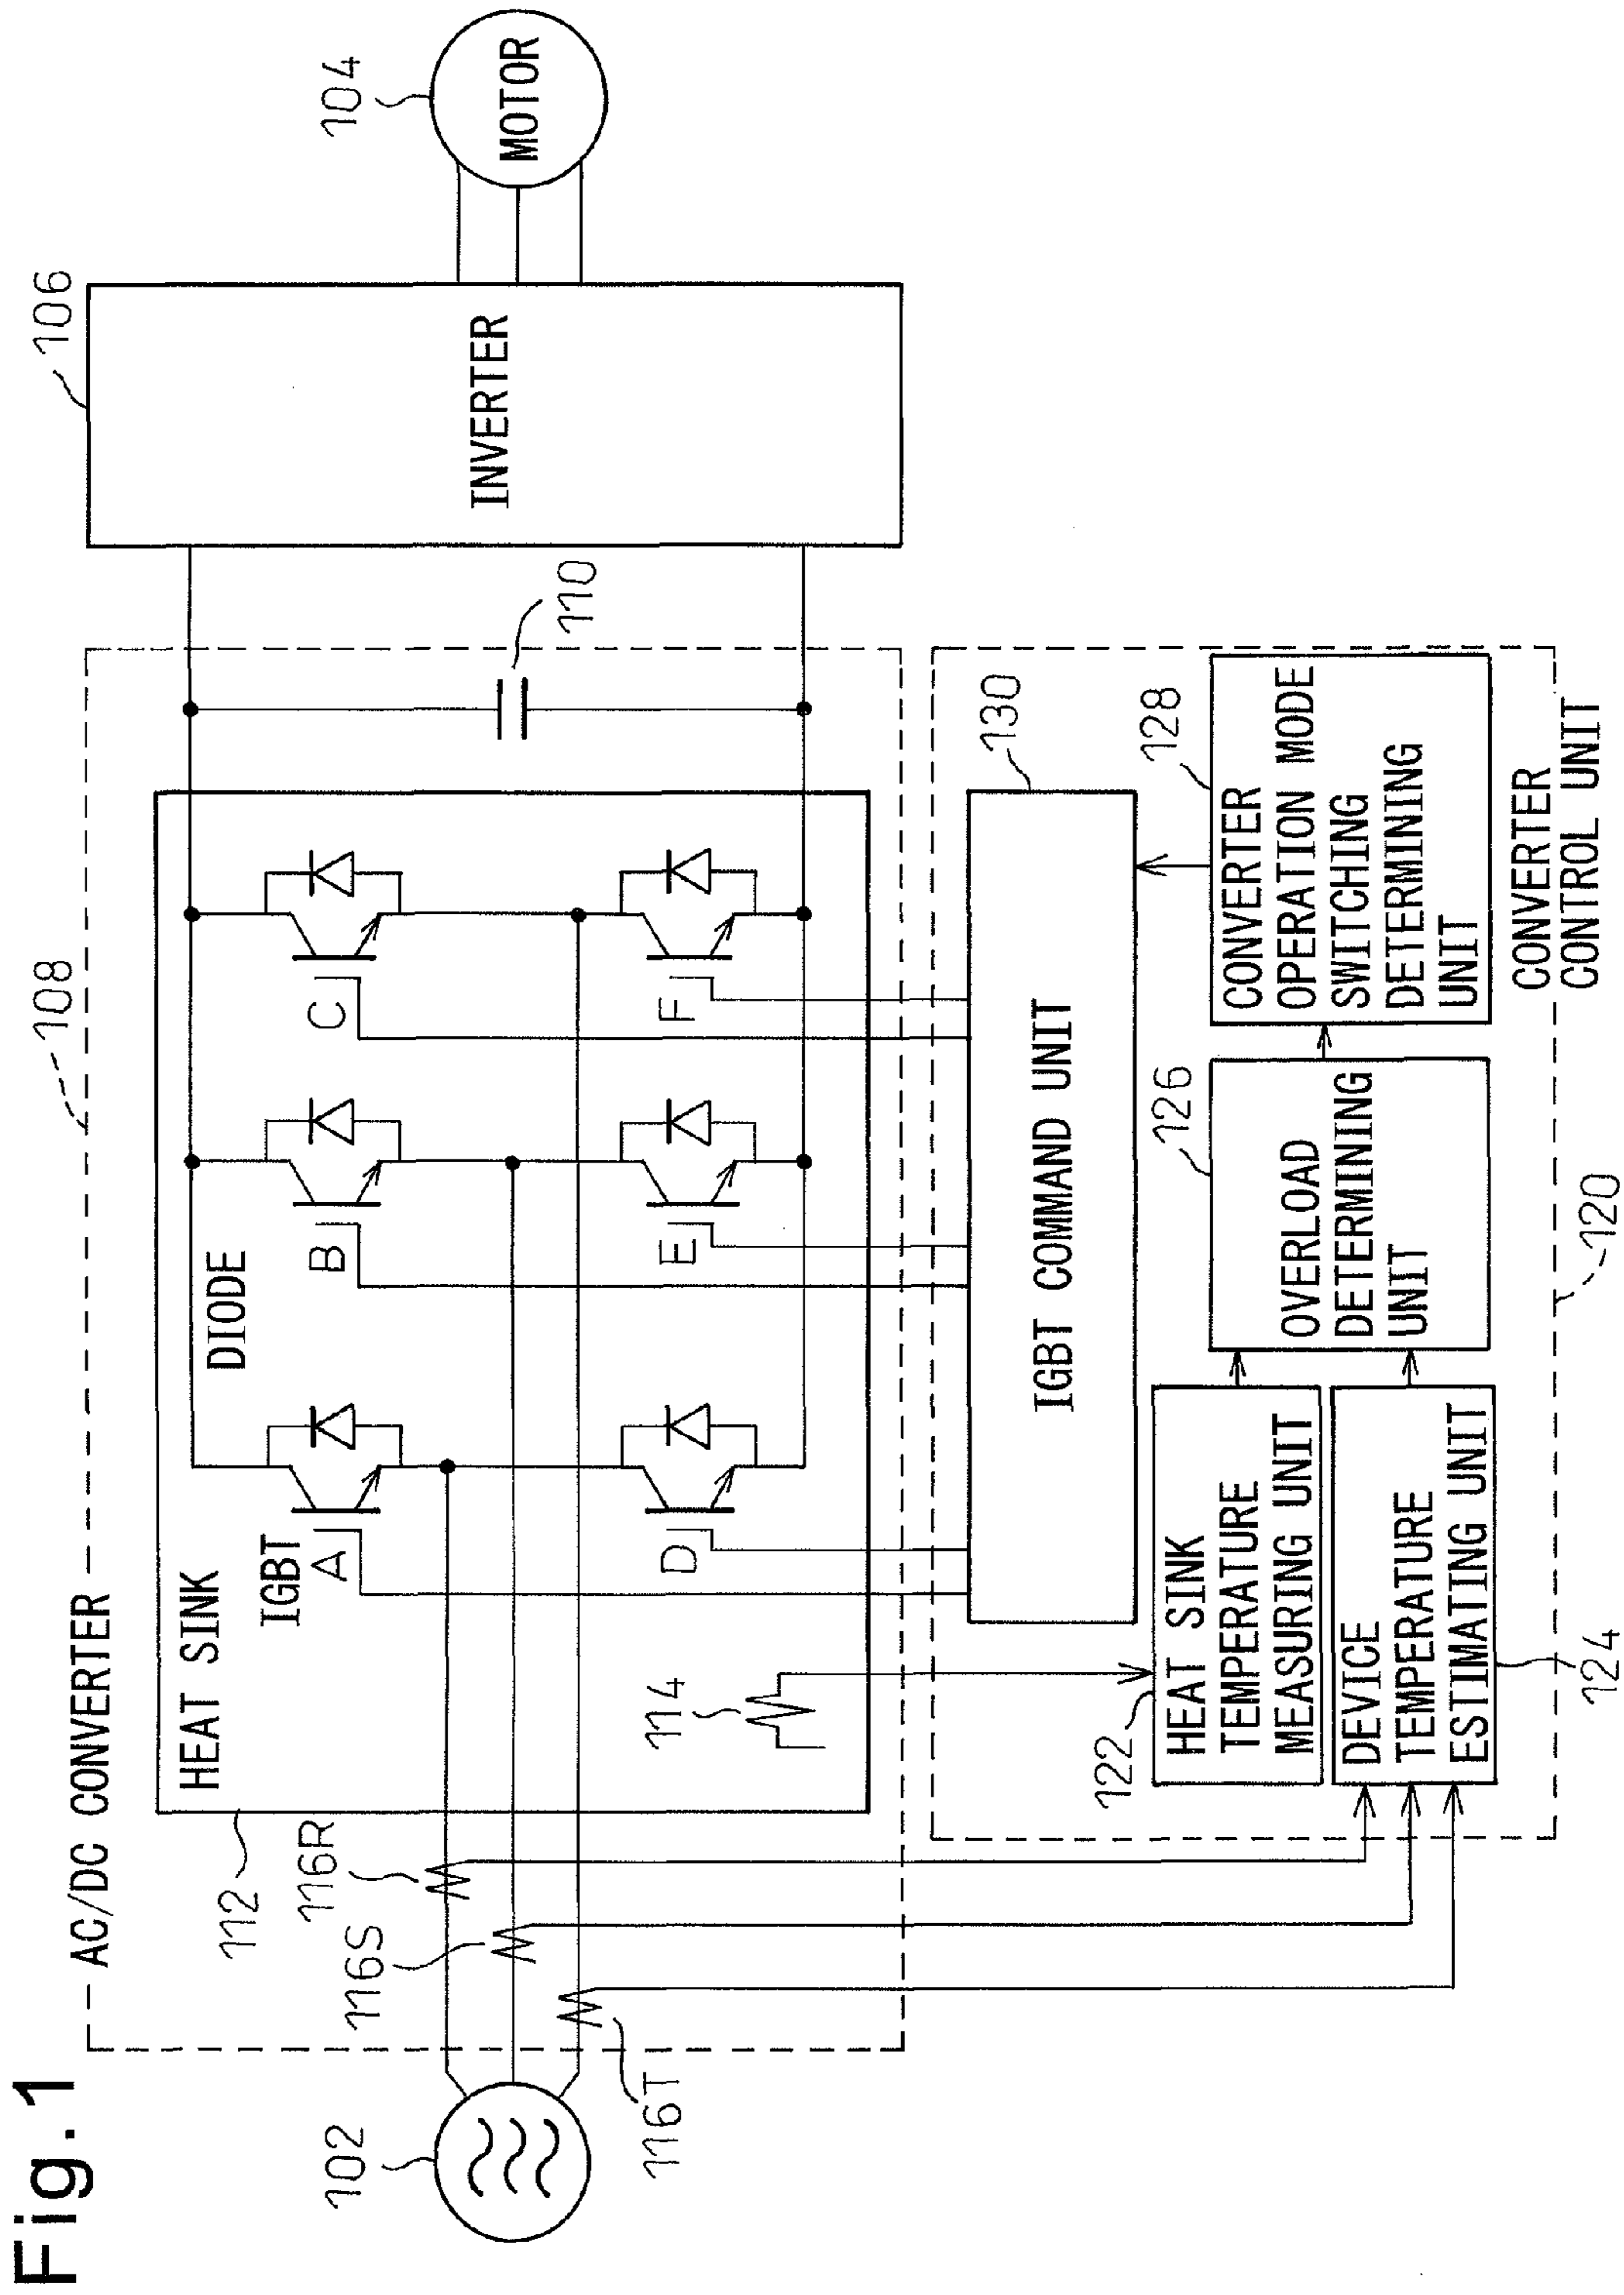 Fig.1
AC/DC CONVERTER
108
106
104
MOTOR
INVERTER
110
112
HEAT SINK
IGBT
DIODE
A
B
C
D
E
F
114
102
116R
116S
116T
130
IGBT COMMAND UNIT
122
HEAT SINK
TEMPERATURE
MEASURING UNIT
DEVICE
TEMPERATURE
ESTIMATING UNIT
124
126
OVERLOAD
DETERMINING
UNIT
128
CONVERTER
OPERATION MODE
SWITCHING
DETERMINING
UNIT
CONVERTER
CONTROL UNIT
120